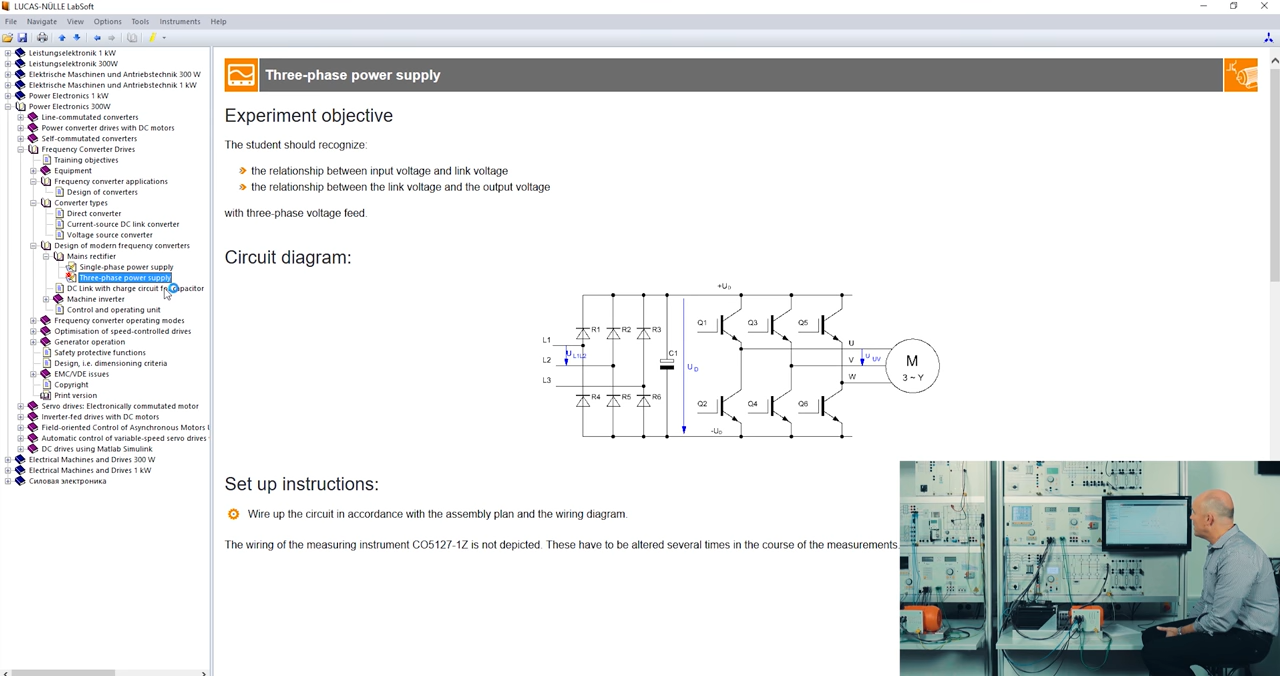 LUCAS-NÜLLE LabSoft
File Navigate View Options Tools Instruments Help
Leistungselektronik 1 kW
Leistungselektronik 300W
Elektrische Maschinen und Antriebstechnik 300 W
Elektrische Maschinen und Antriebstechnik 1 kW
Power Electronics 1 kW
Power Electronics 300W
Line-commutated converters
Power converter drives with DC motors
Self-commutated converters
Frequency Converter Drives
Training objectives
Equipment
Frequency converter applications
Design of converters
Converter types
Direct converter
Current-source DC link converter
Voltage source converter
Design of modern frequency converters
Mains rectifier
Single-phase power supply
Three-phase power supply
DC Link with charge circuit capacitor
Machine inverter
Control and operating unit
Frequency converter operating modes
Optimisation of speed-controlled drives
Generator operation
Safety protective functions
Design, i.e. dimensioning criteria
EMC/VDE issues
Copyright
Print version
Servo drives: Electronically commutated motor
Inverter-fed drives with DC motors
Field-oriented Control of Asynchronous Motors
Automatic control of variable-speed servo drives
DC drives using Matlab Simulink
Electrical Machines and Drives 300 W
Electrical Machines and Drives 1 kW
Силовая электроника
Three-phase power supply
Experiment objective
The student should recognize:
the relationship between input voltage and link voltage
the relationship between the link voltage and the output voltage
with three-phase voltage feed.
Circuit diagram:
+UD
Q1 Q3 Q5
R1 R2 R3
L1
U
UL1L2
C1
L2
UD
V
UUV
M
3 ~ Y
L3
W
R4 R5 R6
Q2 Q4 Q6
-UD
Set up instructions:
Wire up the circuit in accordance with the assembly plan and the wiring diagram.
The wiring of the measuring instrument CO5127-1Z is not depicted. These have to be altered several times in the course of the measurements